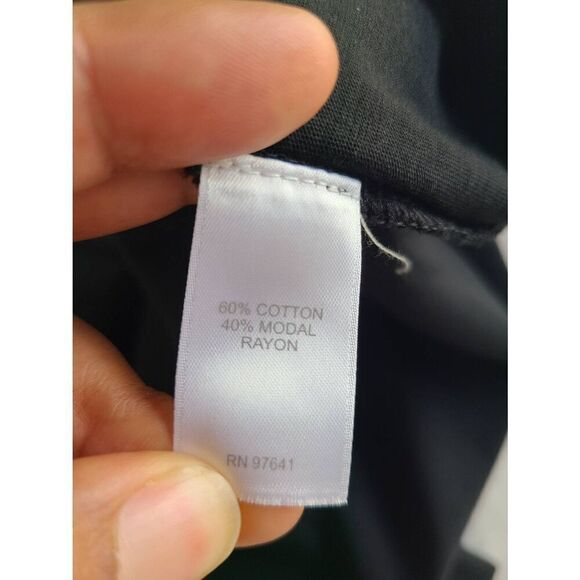 60% COTTON
40% MODAL
RAYON
RN 97641